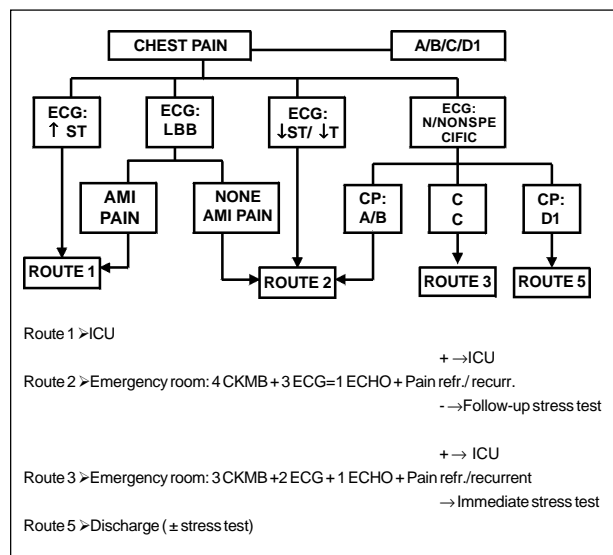 CHEST PAIN
A/B/C/D1
ECG:
↑ ST
ECG:
LBB
ECG:
↓ST/ ↓T
ECG:
N/NONSPE
CIFIC
AMI
PAIN
NONE
AMI PAIN
CP:
A/B
C
C
CP:
D1
ROUTE 1
ROUTE 2
ROUTE 3
ROUTE 5
Route 1 ➢ICU
+ →ICU
Route 2 ➢Emergency room: 4 CKMB + 3 ECG=1 ECHO + Pain refr./ recurr.
- →Follow-up stress test
+ → ICU
Route 3 ➢Emergency room: 3 CKMB +2 ECG + 1 ECHO + Pain refr./recurrent
→ Immediate stress test
Route 5 ➢Discharge ( ± stress test)